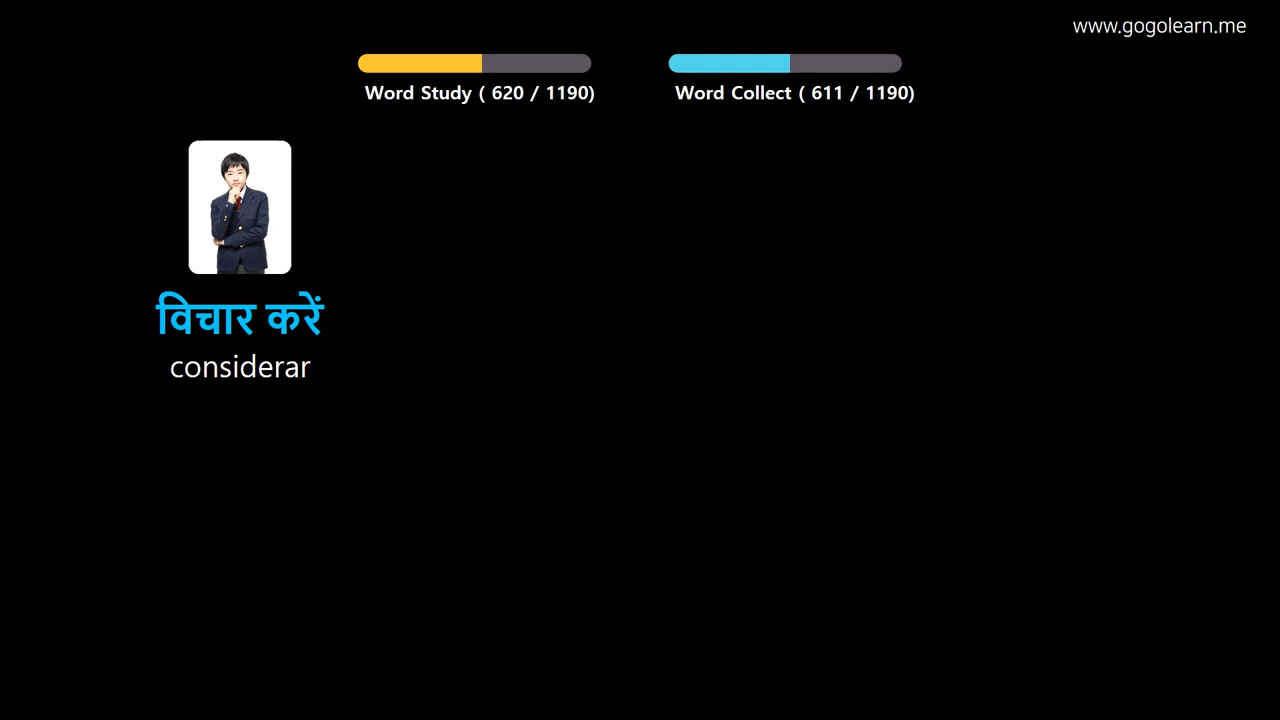 www.gogolearn.me
Word Study ( 620 / 1190)
Word Collect ( 611 / 1190)
विचार करें
considerar